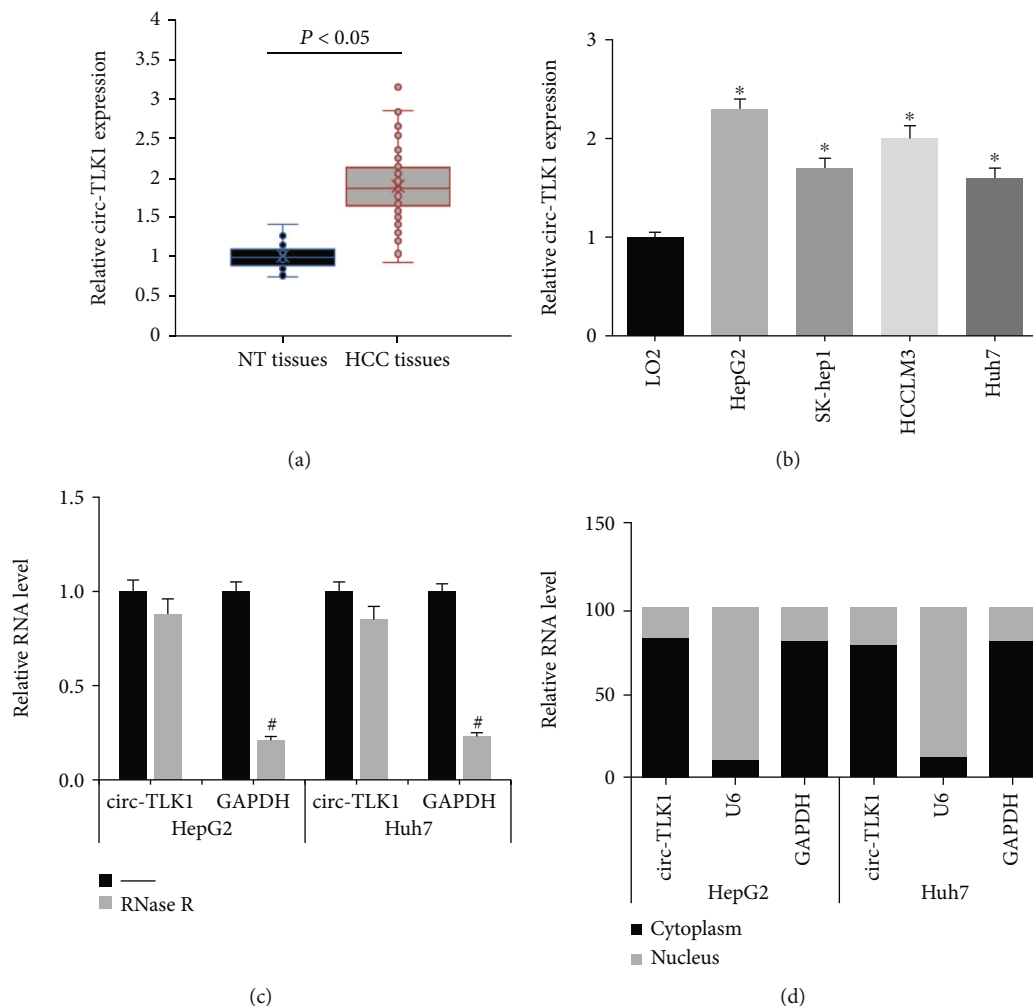 Relative circ-TLK1 expression
4
3.5
3
2.5
2
1.5
1
0.5
0
P < 0.05
NT tissues
HCC tissues
(a)
Relative circ-TLK1 expression
3
2
1
0
*
*
*
*
LO2
HepG2
SK-hep1
HCCLM3
Huh7
(b)
Relative RNA level
1.5
1.0
0.5
0.0
#
#
circ-TLK1
GAPDH
circ-TLK1
GAPDH
HepG2
Huh7
—
RNase R
(c)
Relative RNA level
150
100
50
0
circ-TLK1
U6
GAPDH
circ-TLK1
U6
GAPDH
HepG2
Huh7
Cytoplasm
Nucleus
(d)